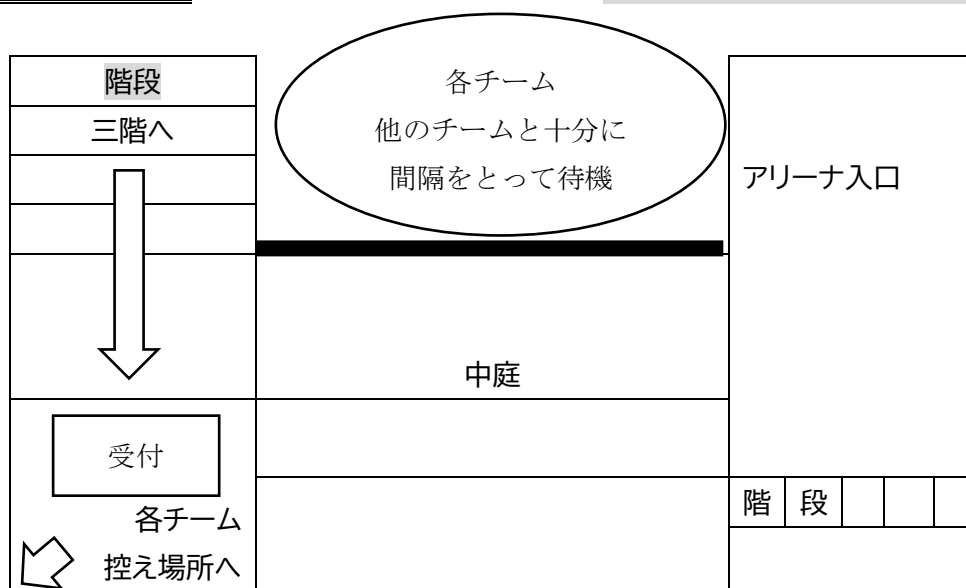 階段
三階へ
各チーム
他のチームと十分に
間隔をとって待機
アリーナ入口
中庭
受付
各チーム
控え場所へ
階 段